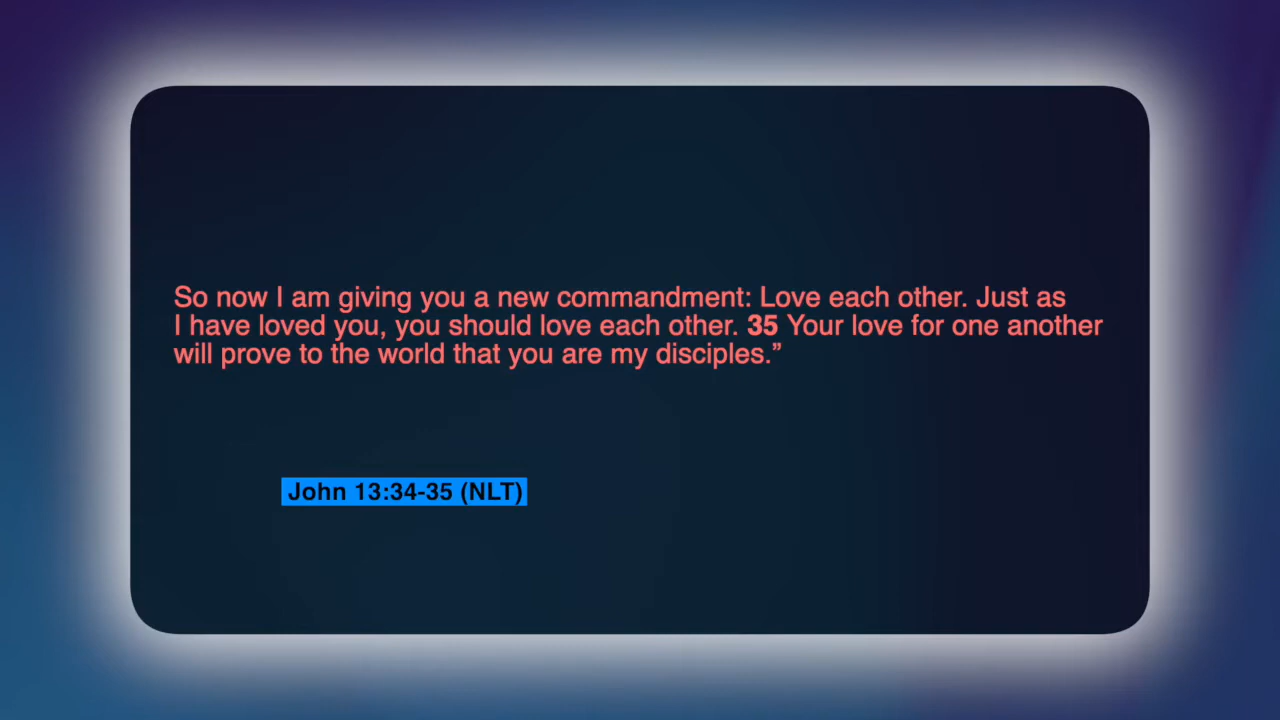 So now I am giving you a new commandment: Love each other. Just as
I have loved you, you should love each other. 35 Your love for one another
will prove to the world that you are my disciples.”
John 13:34-35 (NLT)